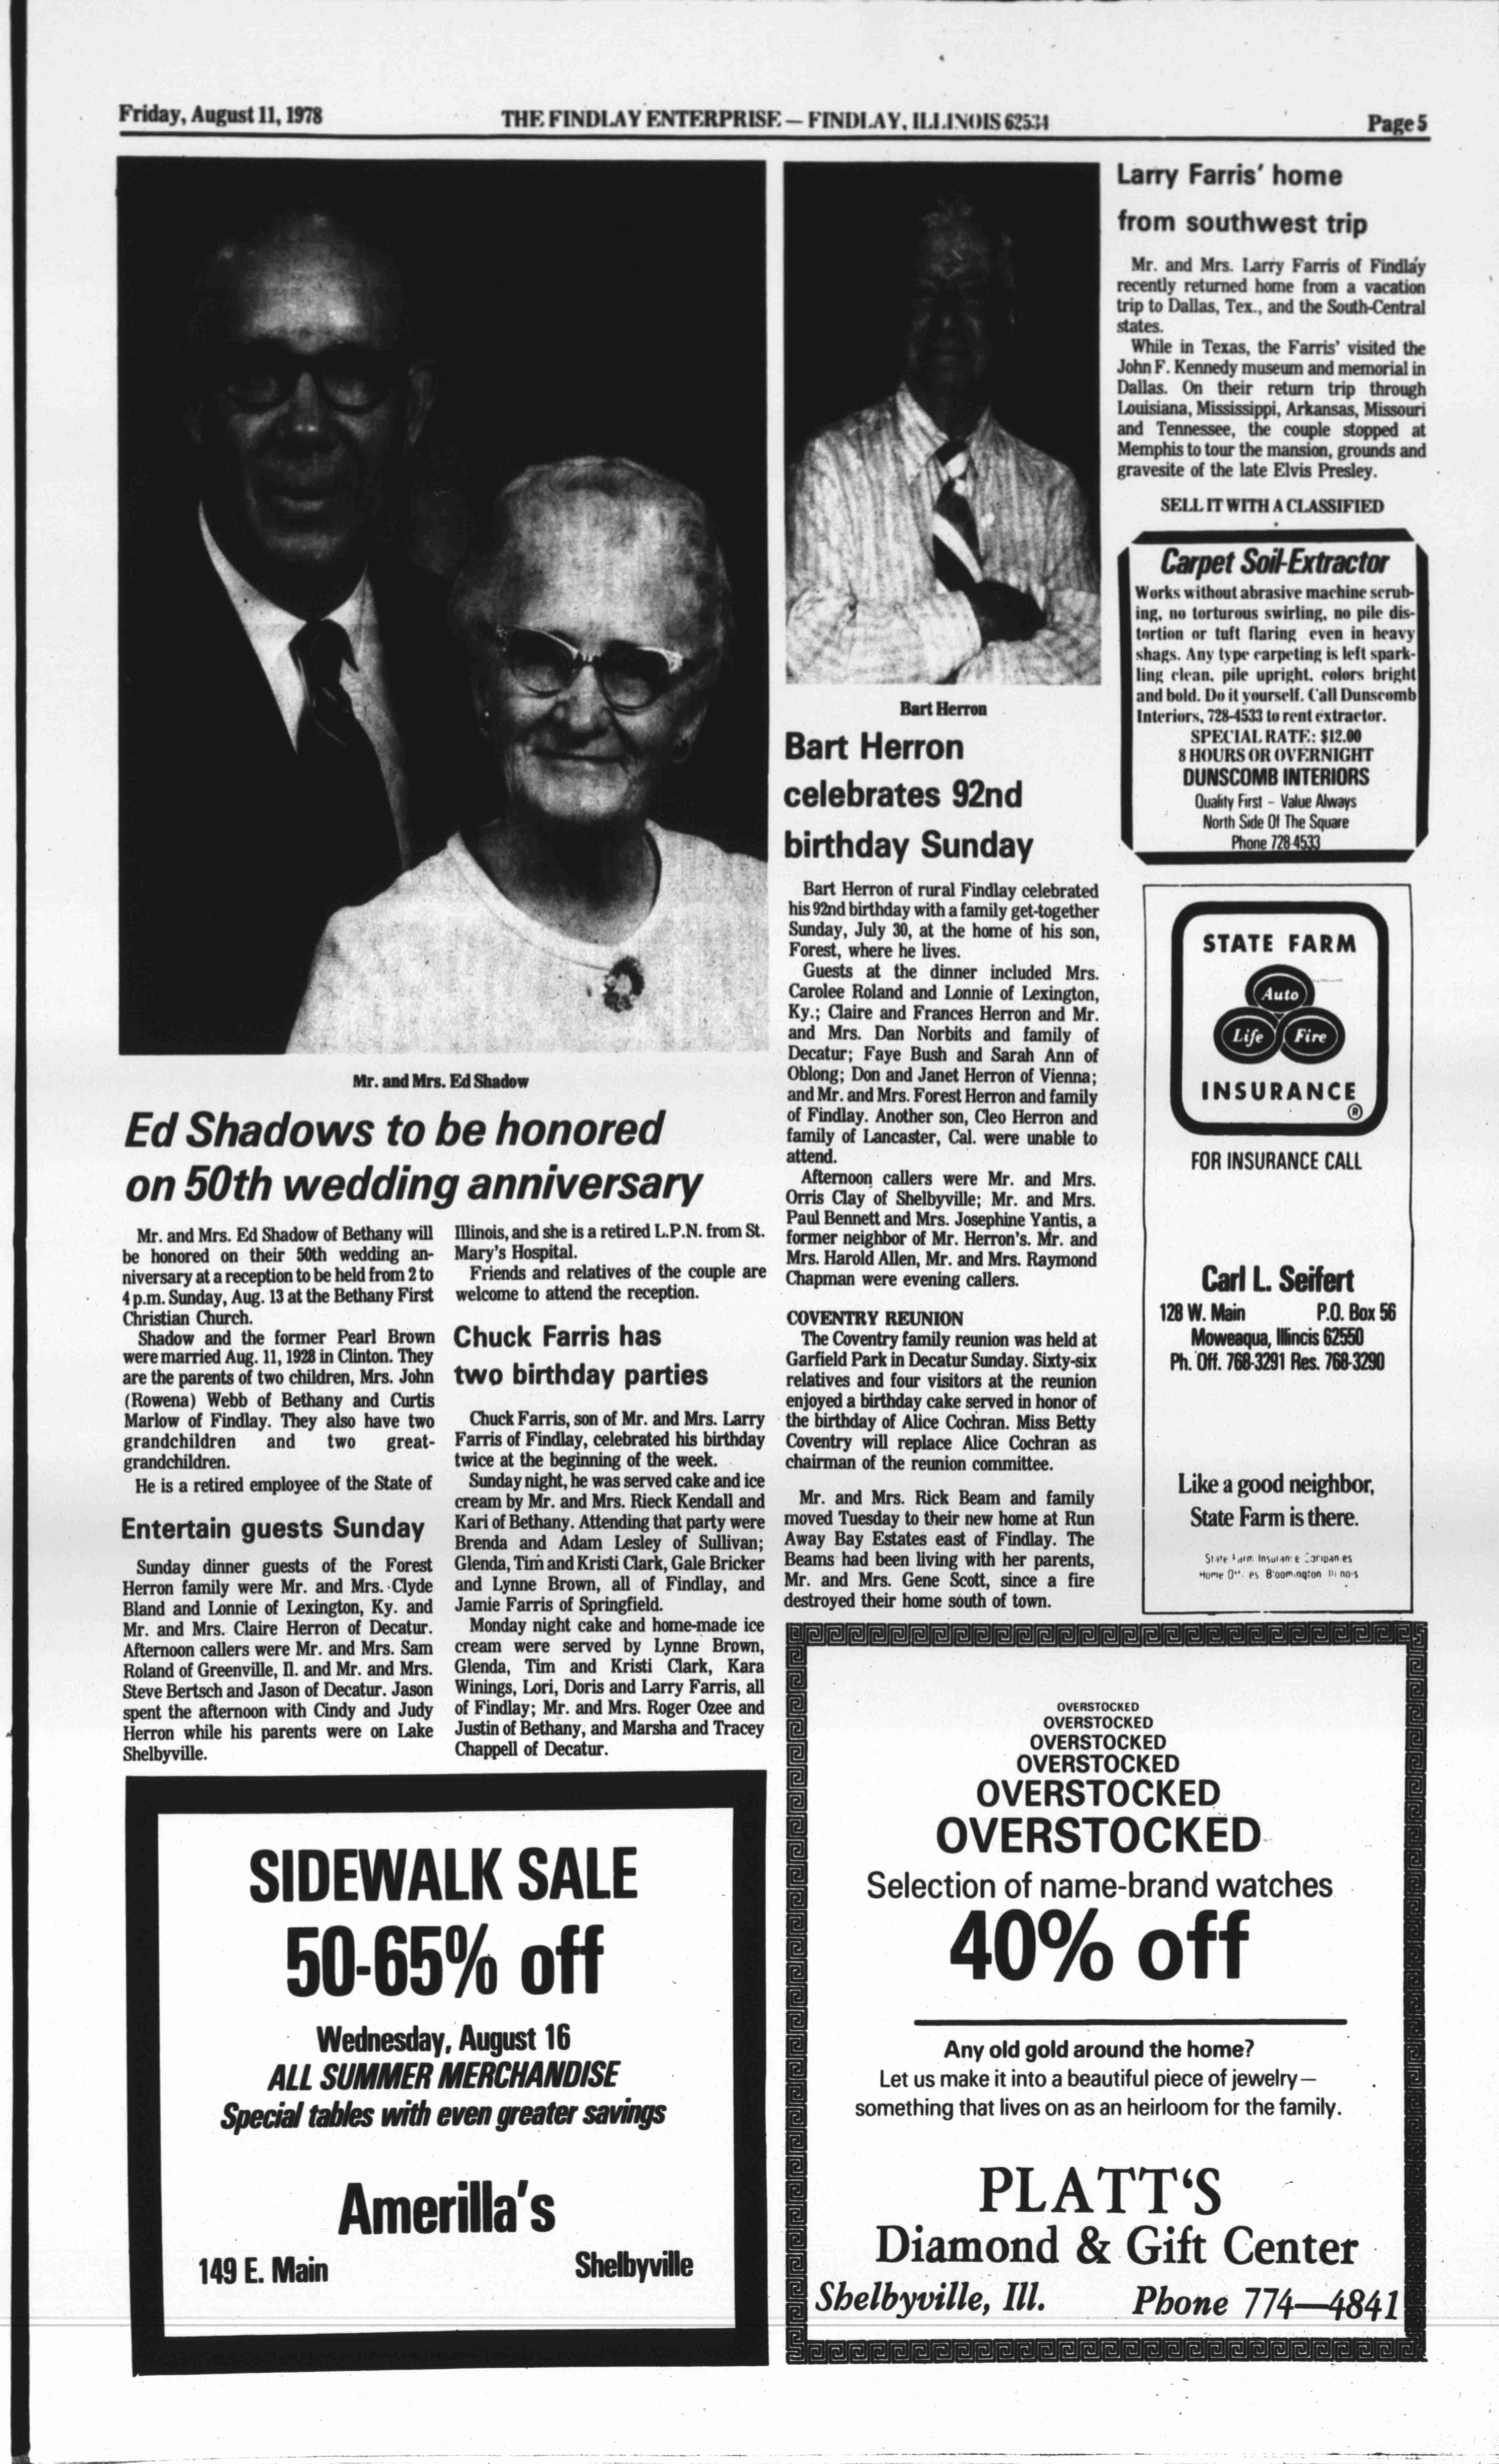 Friday, August 11, 1978
THE FINDLAY ENTERPRISE — FINDLAY, ILLINOIS 62534
Page 5
Mr. and Mrs. Ed Shadow
Ed Shadows to be honored
on 50th wedding anniversary
Mr. and Mrs. Ed Shadow of Bethany will
be honored on their 50th wedding an-
niversary at a reception to be held from 2 to
4 p.m. Sunday, Aug. 13 at the Bethany First
Christian Church.
Shadow and the former Pearl Brown
were married Aug. 11, 1928 in Clinton. They
are the parents of two children, Mrs. John
(Rowena) Webb of Bethany and Curtis
Marlow of Findlay. They also have two
grandchildren and two great-
grandchildren.
He is a retired employee of the State of
Illinois, and she is a retired L.P.N. from St.
Mary's Hospital.
Friends and relatives of the couple are
welcome to attend the reception.
Entertain guests Sunday
Sunday dinner guests of the Forest
Herron family were Mr. and Mrs. Clyde
Bland and Lonnie of Lexington, Ky. and
Mr. and Mrs. Claire Herron of Decatur.
Afternoon callers were Mr. and Mrs. Sam
Roland of Greenville, Il. and Mr. and Mrs.
Steve Bertsch and Jason of Decatur. Jason
spent the afternoon with Cindy and Judy
Herron while his parents were on Lake
Shelbyville.
Chuck Farris has
two birthday parties
Chuck Farris, son of Mr. and Mrs. Larry
Farris of Findlay, celebrated his birthday
twice at the beginning of the week.
Sunday night, he was served cake and ice
cream by Mr. and Mrs. Rieck Kendall and
Kari of Bethany. Attending that party were
Brenda and Adam Lesley of Sullivan;
Glenda, Tim and Kristi Clark, Gale Bricker
and Lynne Brown, all of Findlay, and
Jamie Farris of Springfield.
Monday night cake and home-made ice
cream were served by Lynne Brown,
Glenda, Tim and Kristi Clark, Kara
Winings, Lori, Doris and Larry Farris, all
of Findlay; Mr. and Mrs. Roger Ozee and
Justin of Bethany, and Marsha and Tracey
Chappell of Decatur.
Bart Herron
Bart Herron
celebrates 92nd
birthday Sunday
Bart Herron of rural Findlay celebrated
his 92nd birthday with a family get-together
Sunday, July 30, at the home of his son,
Forest, where he lives.
Guests at the dinner included Mrs.
Carolee Roland and Lonnie of Lexington,
Ky.; Claire and Frances Herron and Mr.
and Mrs. Dan Norbits and family of
Decatur; Faye Bush and Sarah Ann of
Oblong; Don and Janet Herron of Vienna;
and Mr. and Mrs. Forest Herron and family
of Findlay. Another son, Cleo Herron and
family of Lancaster, Cal. were unable to
attend.
Afternoon callers were Mr. and Mrs.
Orris Clay of Shelbyville; Mr. and Mrs.
Paul Bennett and Mrs. Josephine Yantis, a
former neighbor of Mr. Herron's. Mr. and
Mrs. Harold Allen, Mr. and Mrs. Raymond
Chapman were evening callers.
COVENTRY REUNION
The Coventry family reunion was held at
Garfield Park in Decatur Sunday. Sixty-six
relatives and four visitors at the reunion
enjoyed a birthday cake served in honor of
the birthday of Alice Cochran. Miss Betty
Coventry will replace Alice Cochran as
chairman of the reunion committee.
Mr. and Mrs. Rick Beam and family
moved Tuesday to their new home at Run
Away Bay Estates east of Findlay. The
Beams had been living with her parents,
Mr. and Mrs. Gene Scott, since a fire
destroyed their home south of town.
Larry Farris' home
from southwest trip
Mr. and Mrs. Larry Farris of Findlay
recently returned home from a vacation
trip to Dallas, Tex., and the South-Central
states.
While in Texas, the Farris' visited the
John F. Kennedy museum and memorial in
Dallas. On their return trip through
Louisiana, Mississippi, Arkansas, Missouri
and Tennessee, the couple stopped at
Memphis to tour the mansion, grounds and
gravesite of the late Elvis Presley.
SELL IT WITH A CLASSIFIED
Carpet Soil-Extractor
Works without abrasive machine scrub-
ing, no torturous swirling, no pile dis-
tortion or tuft flaring even in heavy
shags. Any type carpeting is left spark-
ling clean, pile upright, colors bright
and bold. Do it yourself. Call Dunscomb
Interiors, 728-4533 to rent extractor.
SPECIAL RATE: $12.00
8 HOURS OR OVERNIGHT
DUNSCOMB INTERIORS
Quality First – Value Always
North Side Of The Square
Phone 728-4533
STATE FARM
Auto
Life Fire
INSURANCE
®
FOR INSURANCE CALL
Carl L. Seifert
128 W. Main P.O. Box 56
Moweaqua, Illincis 62550
Ph. Off. 768-3291 Res. 768-3290
Like a good neighbor,
State Farm is there.
State Farm Insurance Companies
Home Offices Bloomington Illinois
SIDEWALK SALE
50-65% off
Wednesday, August 16
ALL SUMMER MERCHANDISE
Special tables with even greater savings
Amerilla's
149 E. Main Shelbyville
OVERSTOCKED
OVERSTOCKED
OVERSTOCKED
OVERSTOCKED
OVERSTOCKED
OVERSTOCKED
Selection of name-brand watches
40% off
Any old gold around the home?
Let us make it into a beautiful piece of jewelry—
something that lives on as an heirloom for the family.
PLATT'S
Diamond & Gift Center
Shelbyville, Ill. Phone 774—4841